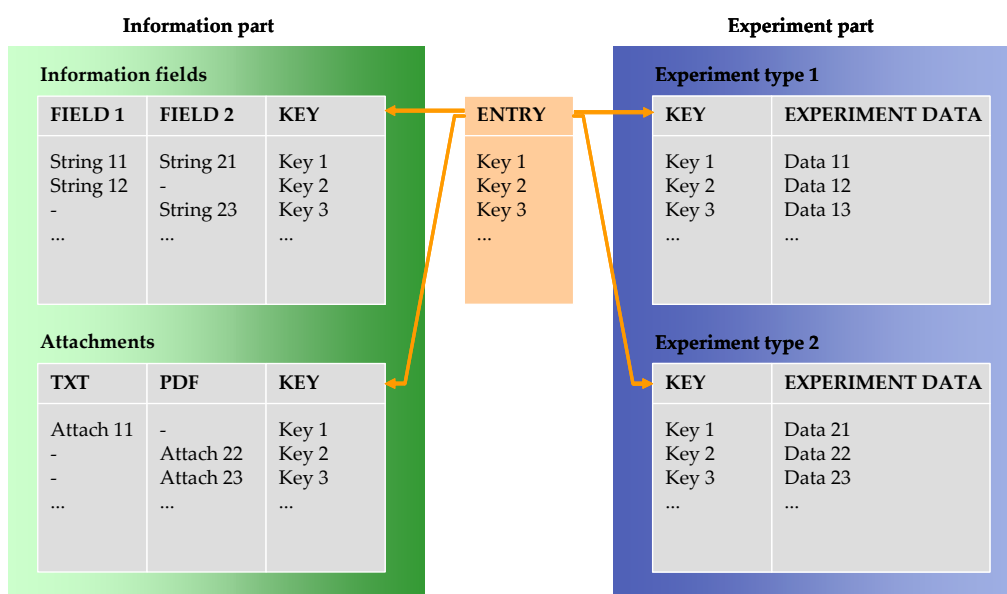 Information part
Experiment part
Information fields
FIELD 1 FIELD 2 KEY
String 11 String 21 Key 1
String 12 - Key 2
- String 23 Key 3
... ... ...
Attachments
TXT PDF KEY
Attach 11 - Key 1
- Attach 22 Key 2
- Attach 23 Key 3
... ... ...
ENTRY
Key 1
Key 2
Key 3
...
Experiment type 1
KEY EXPERIMENT DATA
Key 1 Data 11
Key 2 Data 12
Key 3 Data 13
... ...
Experiment type 2
KEY EXPERIMENT DATA
Key 1 Data 21
Key 2 Data 22
Key 3 Data 23
... ...